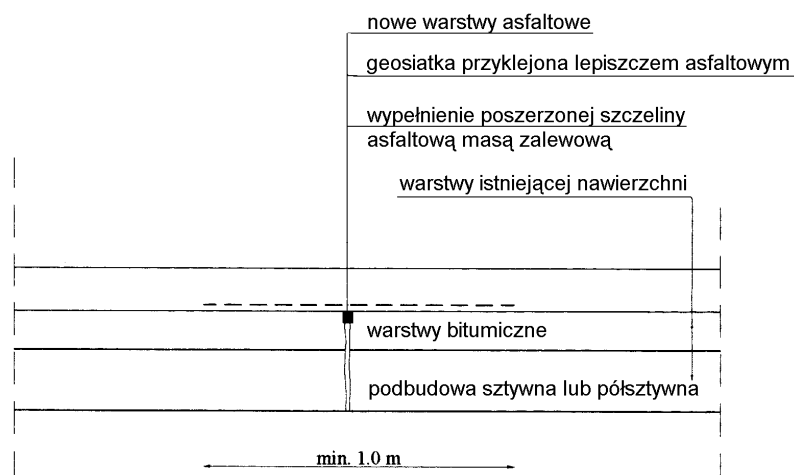 nowe warstwy asfaltowe
geosiatka przyklejona lepiszczem asfaltowym
wypełnienie poszerzonej szczeliny
asfaltową masą zalewową
warstwy istniejącej nawierzchni
warstwy bitumiczne
podbudowa sztywna lub półsztywna
min. 1.0 m